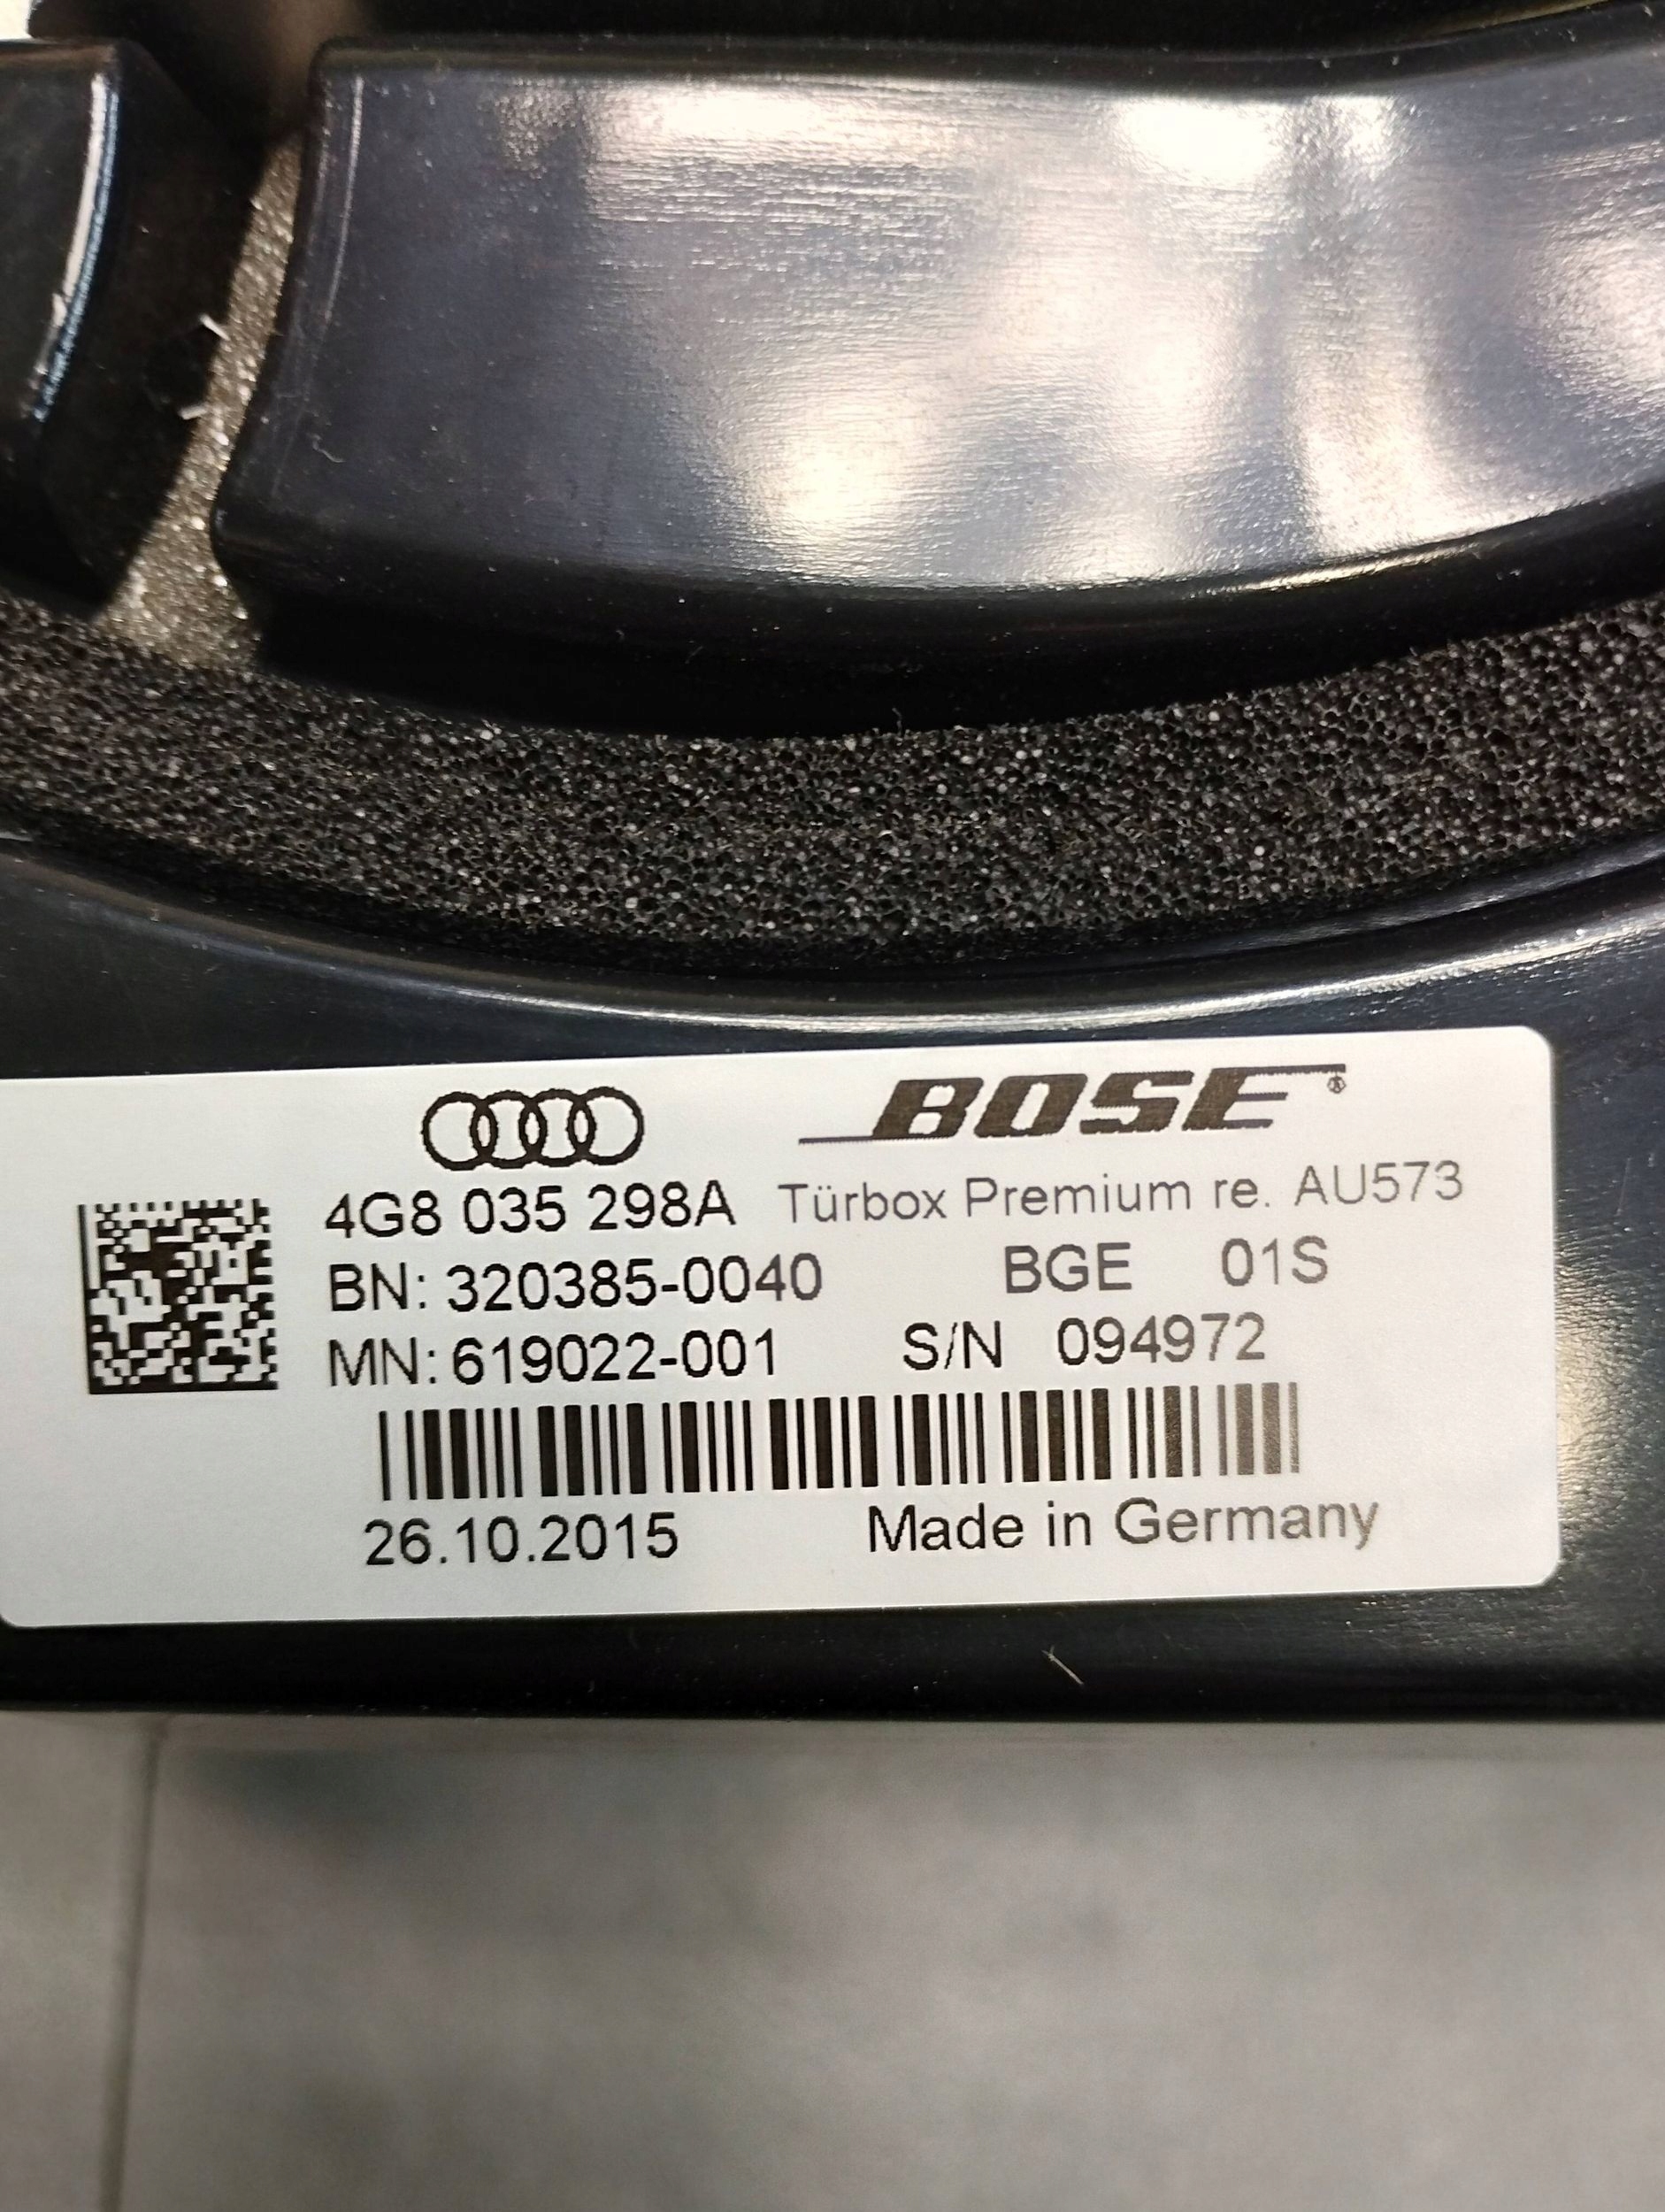 BOSE®
4G8 035 298A Türbox Premium re. AU573
BN: 320385-0040 BGE 01S
MN: 619022-001 S/N 094972
26.10.2015 Made in Germany